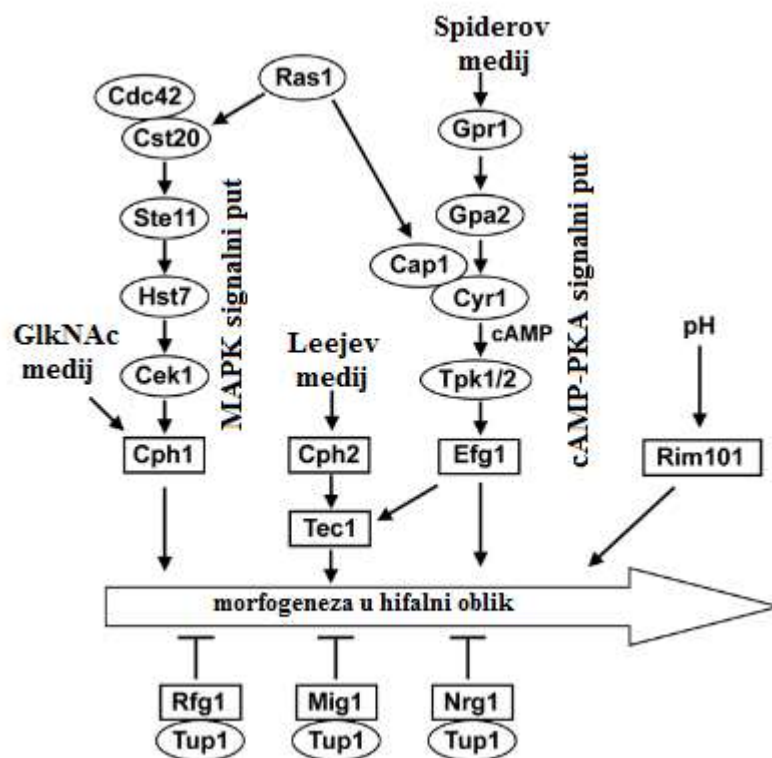 Spiderov
medij
Ras1
Cdc42
Cst20
Gpr1
Ste11
Gpa2
Cap1
Hst7
Cyr1
MAPK signalni put
cAMP-PKA signalni put
GlkNAc
medij
Leejev
medij
cAMP
pH
Cek1
Tpk1/2
Cph1
Cph2
Efg1
Rim101
Tec1
morfogeneza u hifalni oblik
Rfg1
Mig1
Nrg1
Tup1
Tup1
Tup1